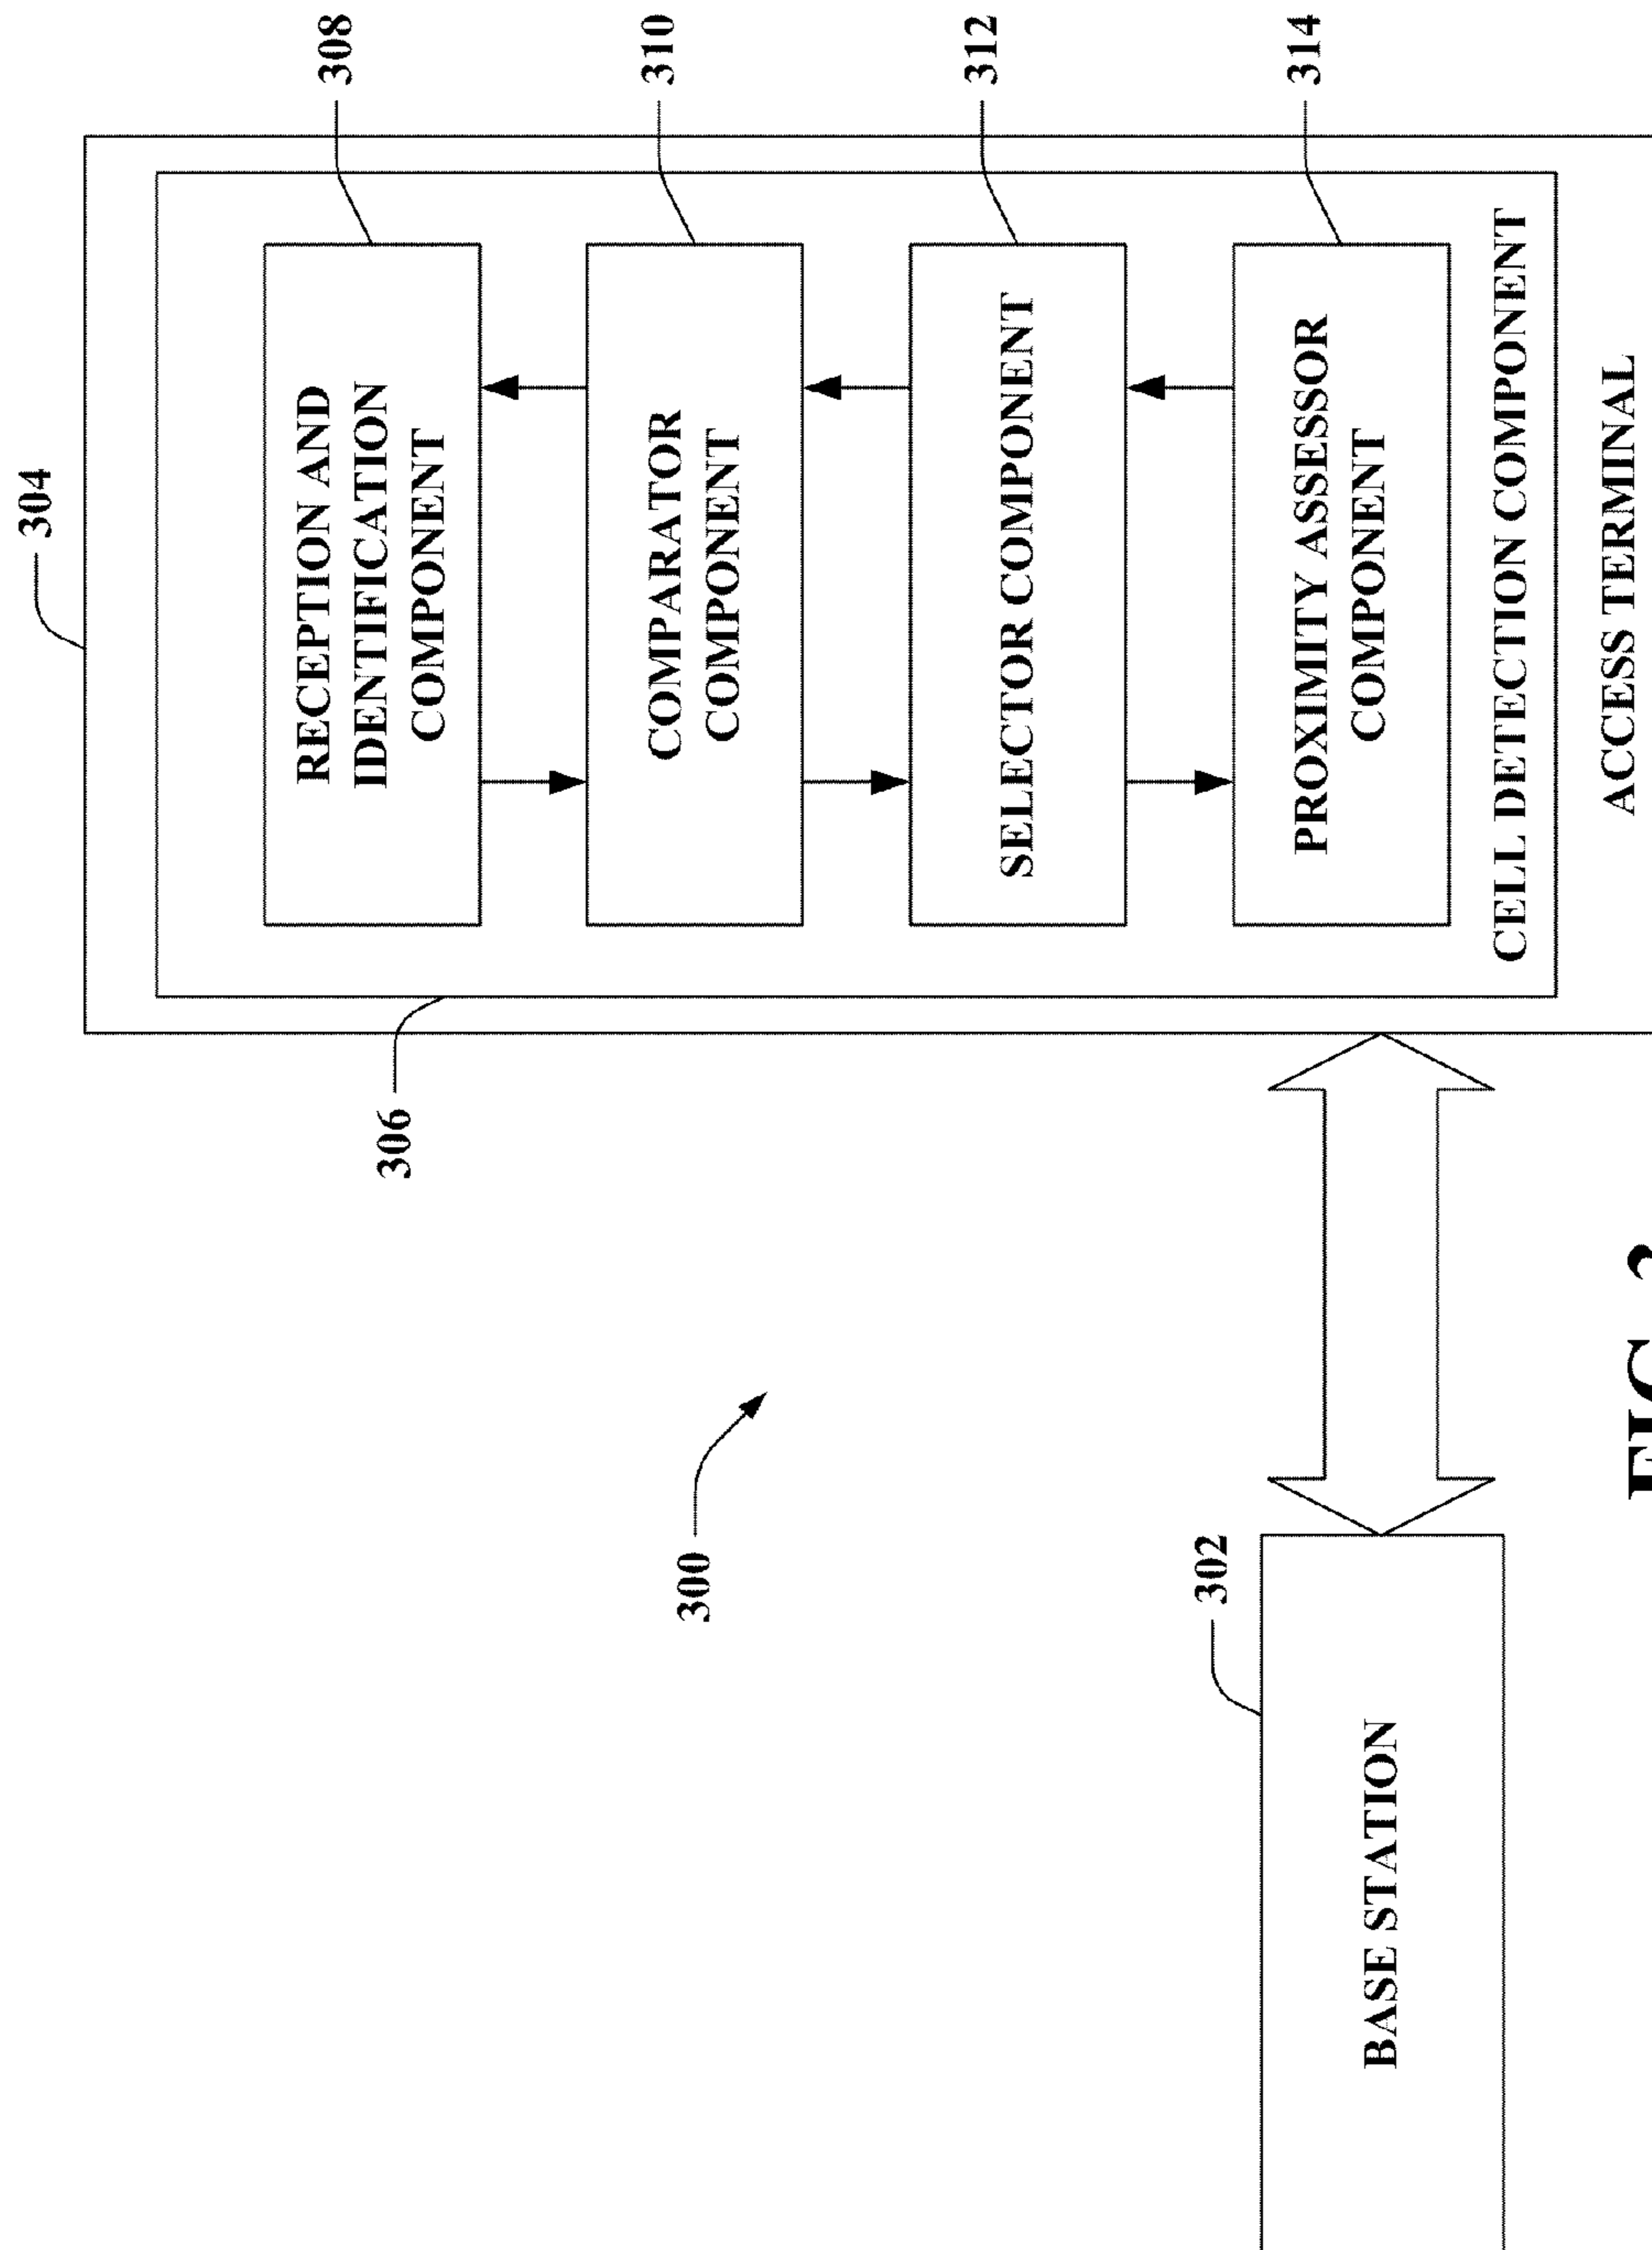 304
308
RECEPTION AND
IDENTIFICATION
COMPONENT
306
310
COMPARATOR
COMPONENT
300
312
SELECTOR COMPONENT
302
314
PROXIMITY ASSESSOR
COMPONENT
BASE STATION
CELL DETECTION COMPONENT
ACCESS TERMINAL
FIG